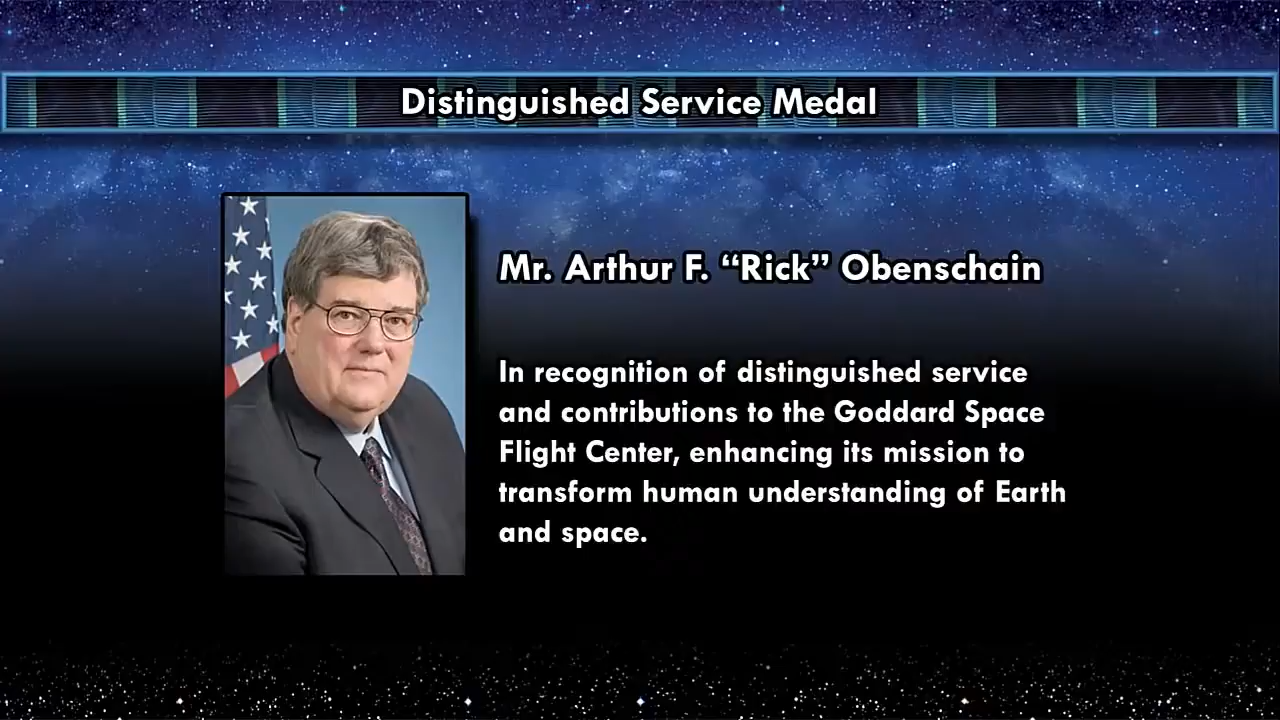 Distinguished Service Medal
Mr. Arthur F. “Rick” Obenschain
In recognition of distinguished service
and contributions to the Goddard Space
Flight Center, enhancing its mission to
transform human understanding of Earth
and space.